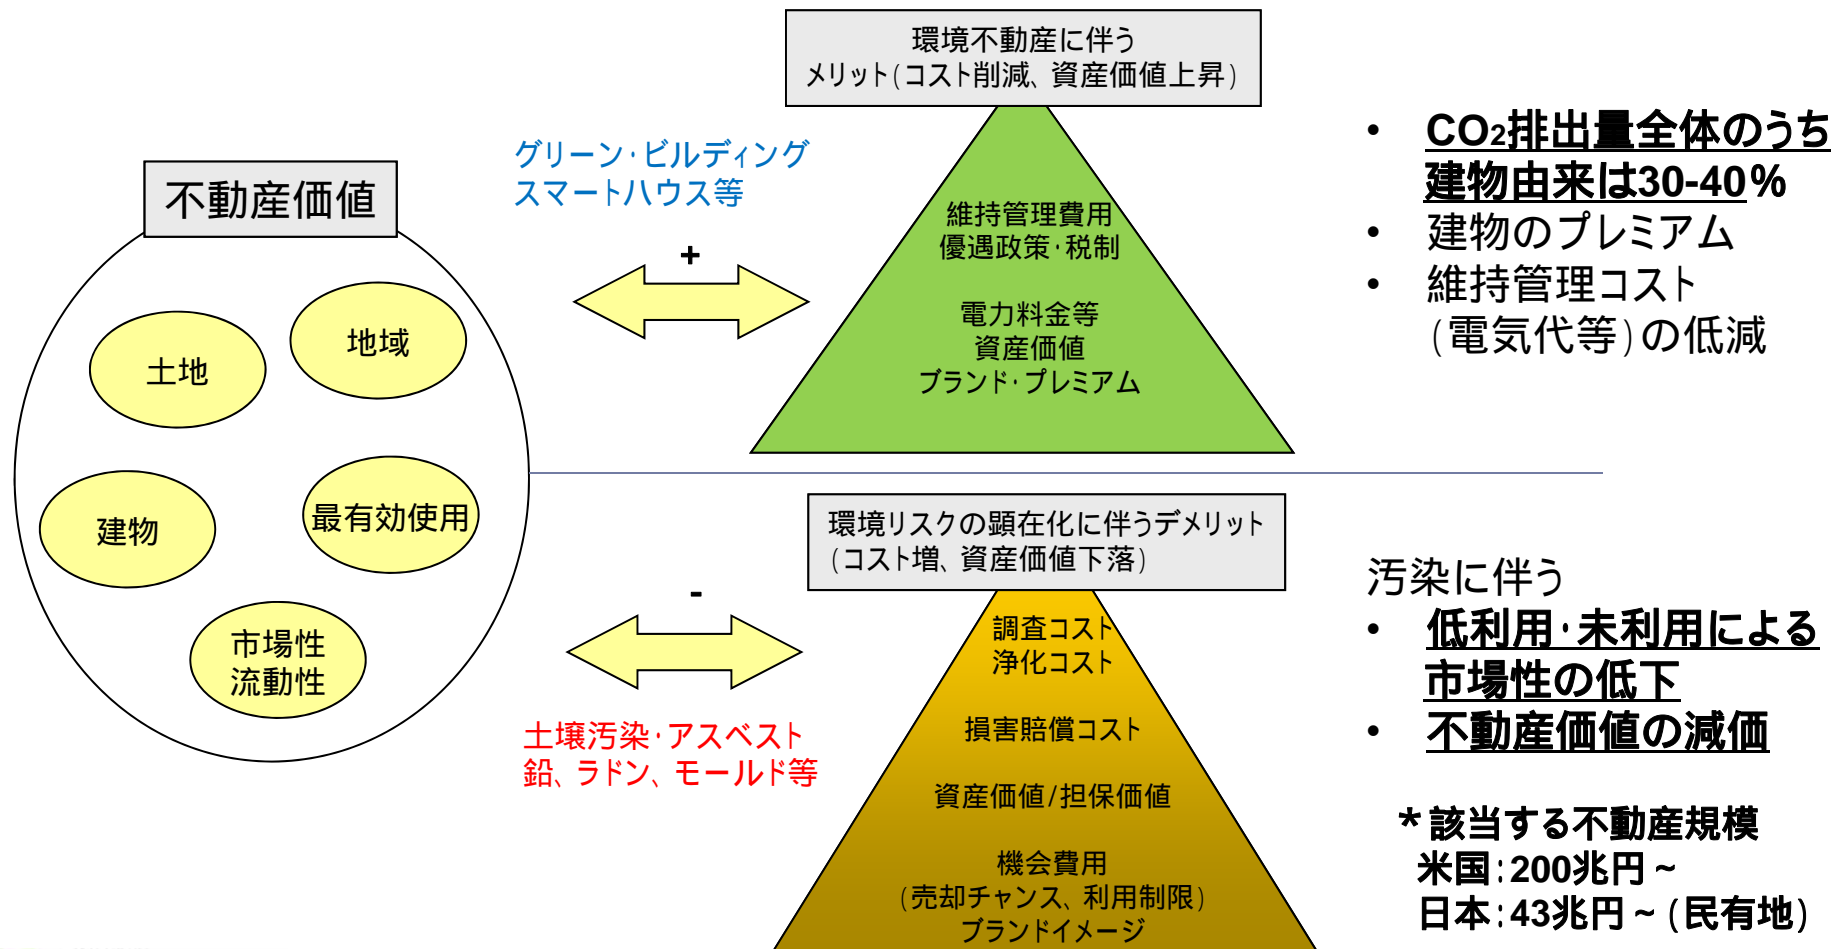 環境不動産に伴う
メリット(コスト削減、資産価値上昇)
不動産価値
グリーン・ビルディング
スマートハウス等
+
土地
地域
建物
最有効使用
市場性
流動性
維持管理費用
優遇政策・税制
電力料金等
資産価値
ブランド・プレミアム
• CO2排出量全体のうち
建物由来は30-40%
• 建物のプレミアム
• 維持管理コスト
(電気代等)の低減
環境リスクの顕在化に伴うデメリット
(コスト増、資産価値下落)
-
土壌汚染・アスベスト
鉛、ラドン、モールド等
調査コスト
浄化コスト
損害賠償コスト
資産価値/担保価値
機会費用
(売却チャンス、利用制限)
ブランドイメージ
汚染に伴う
• 低利用・未利用による
市場性の低下
• 不動産価値の減価
*該当する不動産規模
米国:200兆円~
日本:43兆円~(民有地)